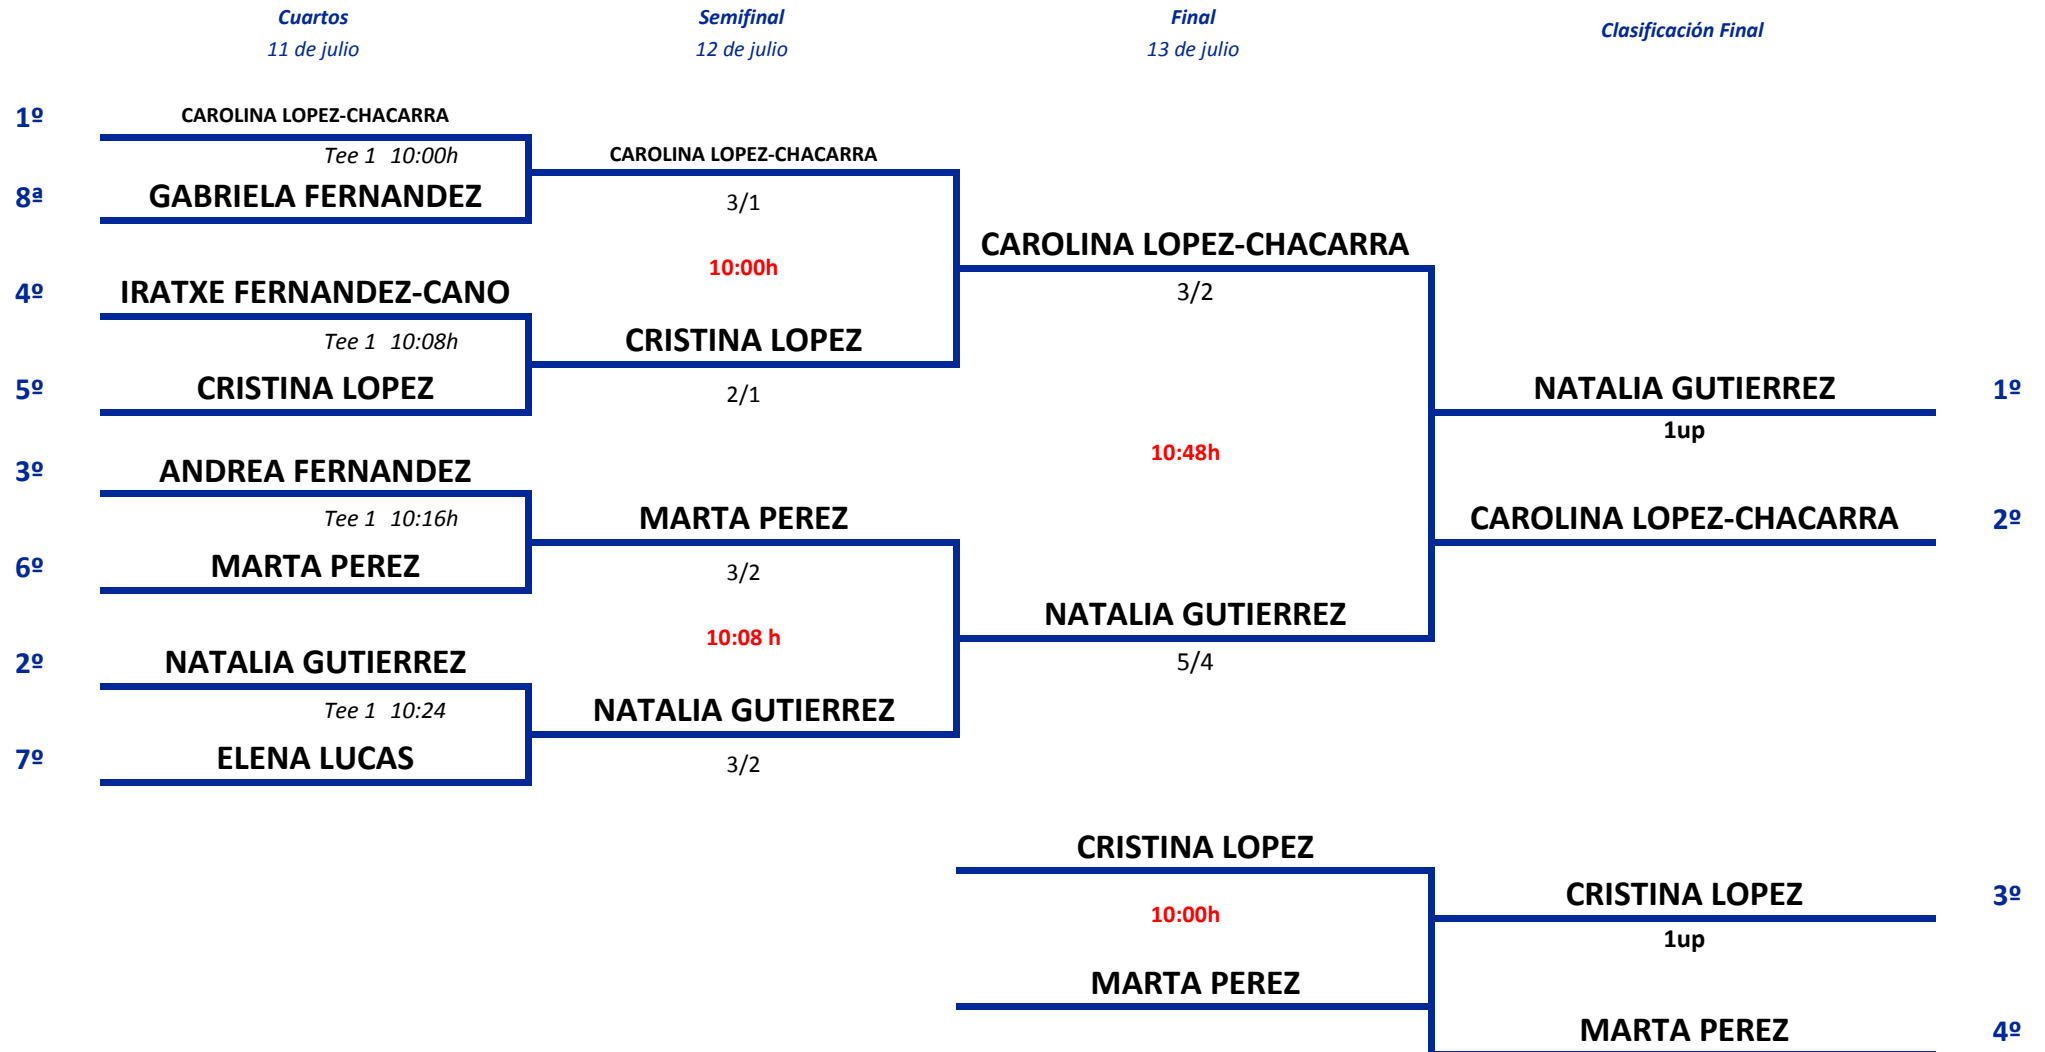 Cuartos
11 de julio
Semifinal
12 de julio
Final
13 de julio
Clasificación Final
1º
CAROLINA LOPEZ-CHACARRA
Tee 1 10:00h
8ª
GABRIELA FERNANDEZ
4º
IRATXE FERNANDEZ-CANO
Tee 1 10:08h
5º
CRISTINA LOPEZ
3º
ANDREA FERNANDEZ
Tee 1 10:16h
6º
MARTA PEREZ
2º
NATALIA GUTIERREZ
Tee 1 10:24
7º
ELENA LUCAS
CAROLINA LOPEZ-CHACARRA
3/1
10:00h
CRISTINA LOPEZ
2/1
MARTA PEREZ
3/2
10:08 h
NATALIA GUTIERREZ
3/2
CAROLINA LOPEZ-CHACARRA
3/2
10:48h
NATALIA GUTIERREZ
5/4
CRISTINA LOPEZ
10:00h
MARTA PEREZ
NATALIA GUTIERREZ
1º
1up
CAROLINA LOPEZ-CHACARRA
2º
CRISTINA LOPEZ
3º
1up
MARTA PEREZ
4º